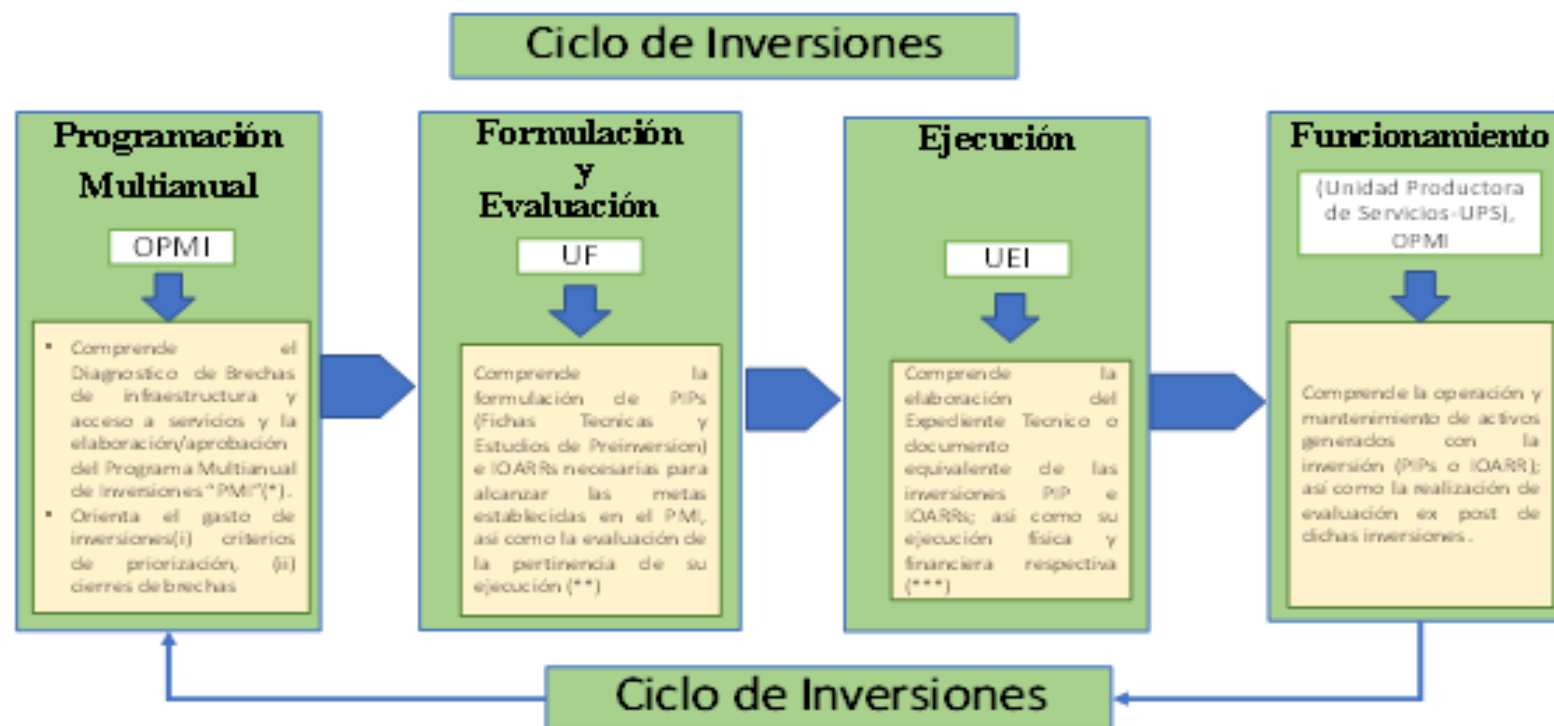 Ciclo de Inversiones
Programación
Multianual
OPMI
▪ Comprende el
Diagnostico de Brechas
de infraestructura y
acceso a servicios y la
elaboración/aprobación
del Programa Multianual
de Inversiones "PMI"(*).
▪ Orienta el gasto de
inversiones(i) criterios
de priorización, (ii)
cierres de brechas
Formulación
y
Evaluación
UF
Comprende la
formulación de PIPs
(Fichas Tecnicas y
Estudios de Preinversion)
e IOARRs necesarias para
alcanzar las metas
establecidas en el PMI,
así como la evaluación de
la pertinencia de su
ejecución (**)
Ejecución
UEI
Comprende la
elaboración del
Expediente Tecnico o
documento
equivalente de las
inversiones PIP e
IOARRs; así como su
ejecución física y
financiera respectiva
(***)
Funcionamiento
(Unidad Productora
de Servicios-UPS),
OPMI
Comprende la operación y
mantenimiento de activos
generados con la
inversión (PIPs o IOARR);
así como la realización de
evaluación ex post de
dichas inversiones.
Ciclo de Inversiones